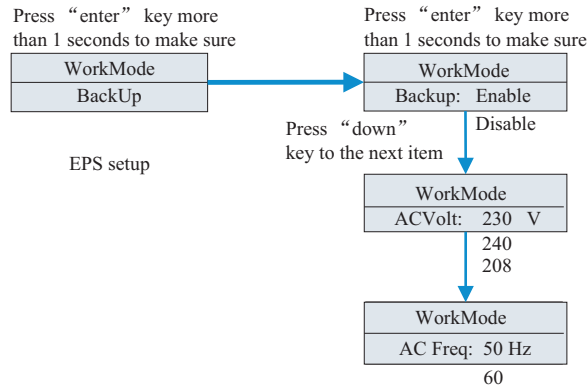 Press “enter” key more
than 1 seconds to make sure
WorkMode
BackUp
EPS setup
Press “enter” key more
than 1 seconds to make sure
WorkMode
Backup: Enable
Disable
Press “down”
key to the next item
WorkMode
ACVolt: 230 V
240
208
WorkMode
AC Freq: 50 Hz
60